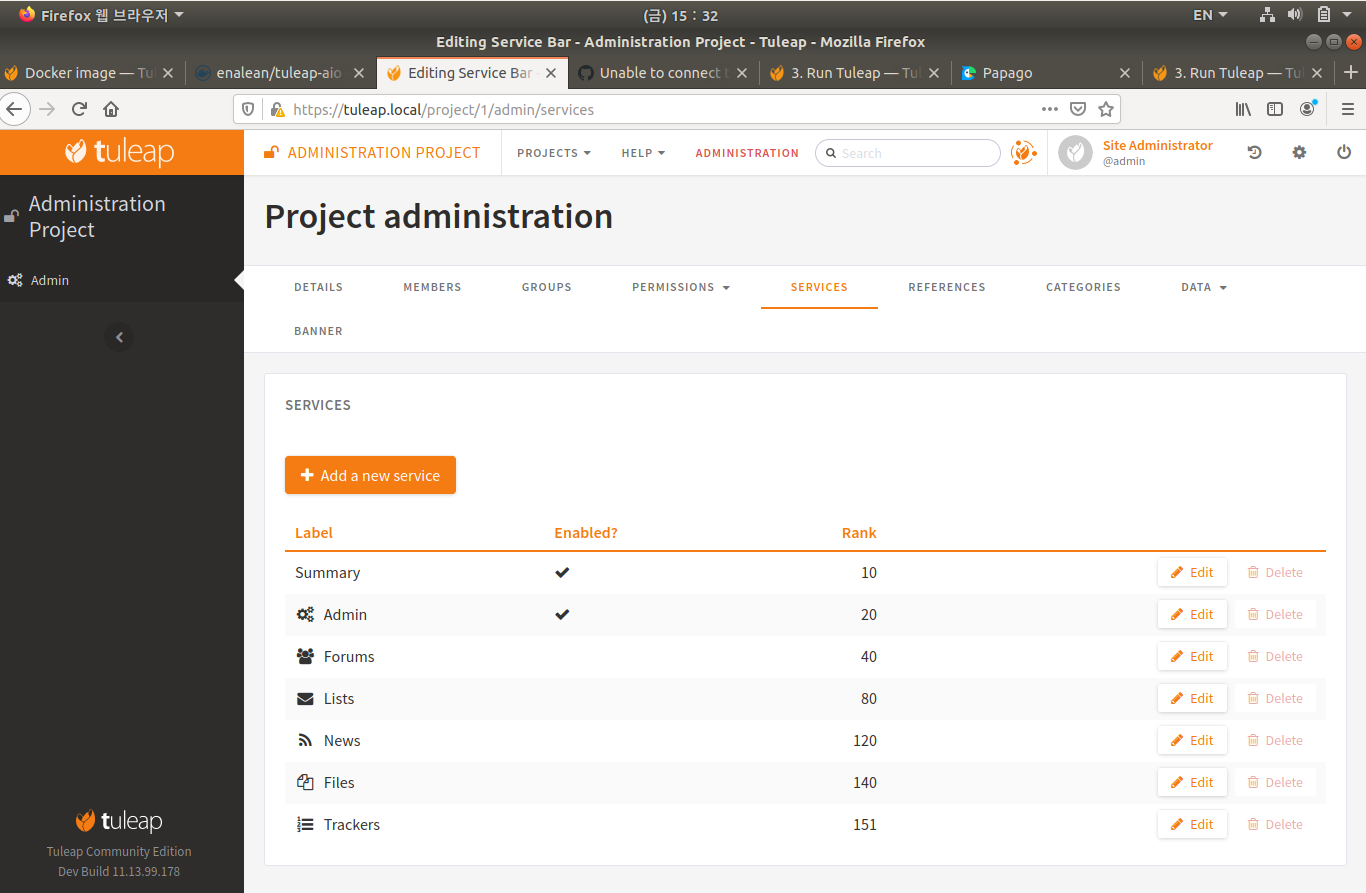 Firefox 웹 브라우저
(금) 15 : 32
EN
Editing Service Bar - Administration Project - Tuleap - Mozilla Firefox
Docker image — Tul
enalean/tuleap-aio
Editing Service Bar -
Unable to connect t
3. Run Tuleap — Tul
Papago
3. Run Tuleap — Tul
https://tuleap.local/project/1/admin/services
tuleap
ADMINISTRATION PROJECT
PROJECTS
HELP
ADMINISTRATION
Search
Site Administrator
@admin
Administration
Project
Admin
Project administration
DETAILS
MEMBERS
GROUPS
PERMISSIONS
SERVICES
REFERENCES
CATEGORIES
DATA
BANNER
SERVICES
Add a new service
Label Enabled? Rank
Summary 10 Edit Delete
Admin 20 Edit Delete
Forums 40 Edit Delete
Lists 80 Edit Delete
News 120 Edit Delete
Files 140 Edit Delete
Trackers 151 Edit Delete
tuleap
Tuleap Community Edition
Dev Build 11.13.99.178